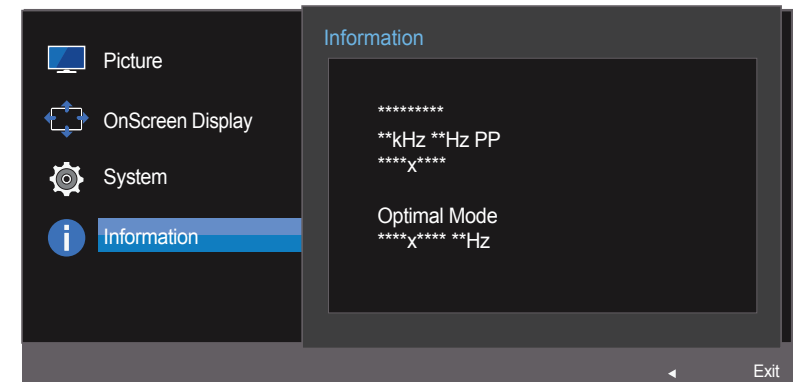 Picture
OnScreen Display
System
Information
Information
*********
**kHz **Hz PP
****x****
Optimal Mode
****x**** **Hz
Exit